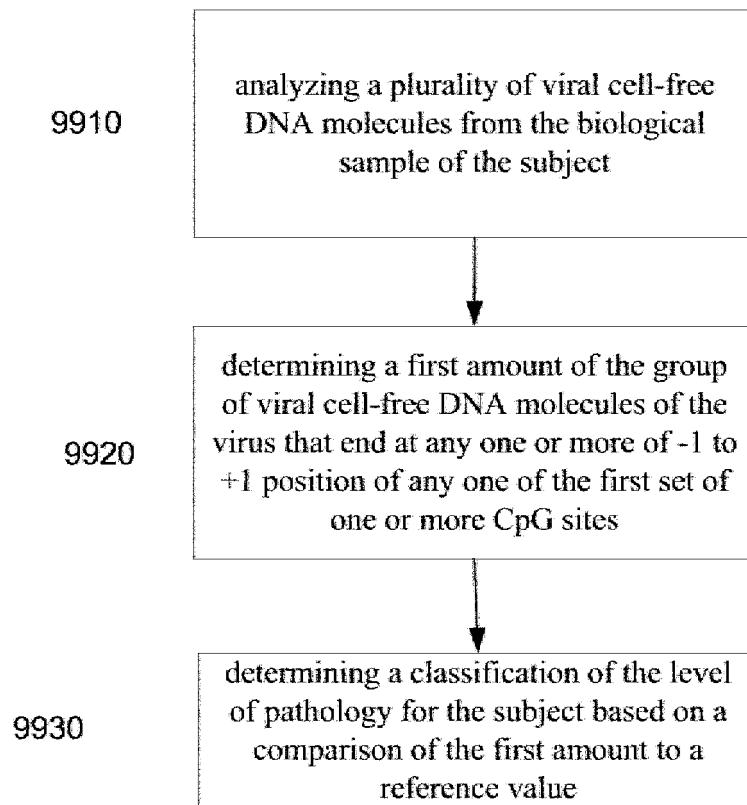 9910
analyzing a plurality of viral cell-free
DNA molecules from the biological
sample of the subject
9920
determining a first amount of the group
of viral cell-free DNA molecules of the
virus that end at any one or more of -1 to
+1 position of any one of the first set of
one or more CpG sites
9930
determining a classification of the level
of pathology for the subject based on a
comparison of the first amount to a
reference value